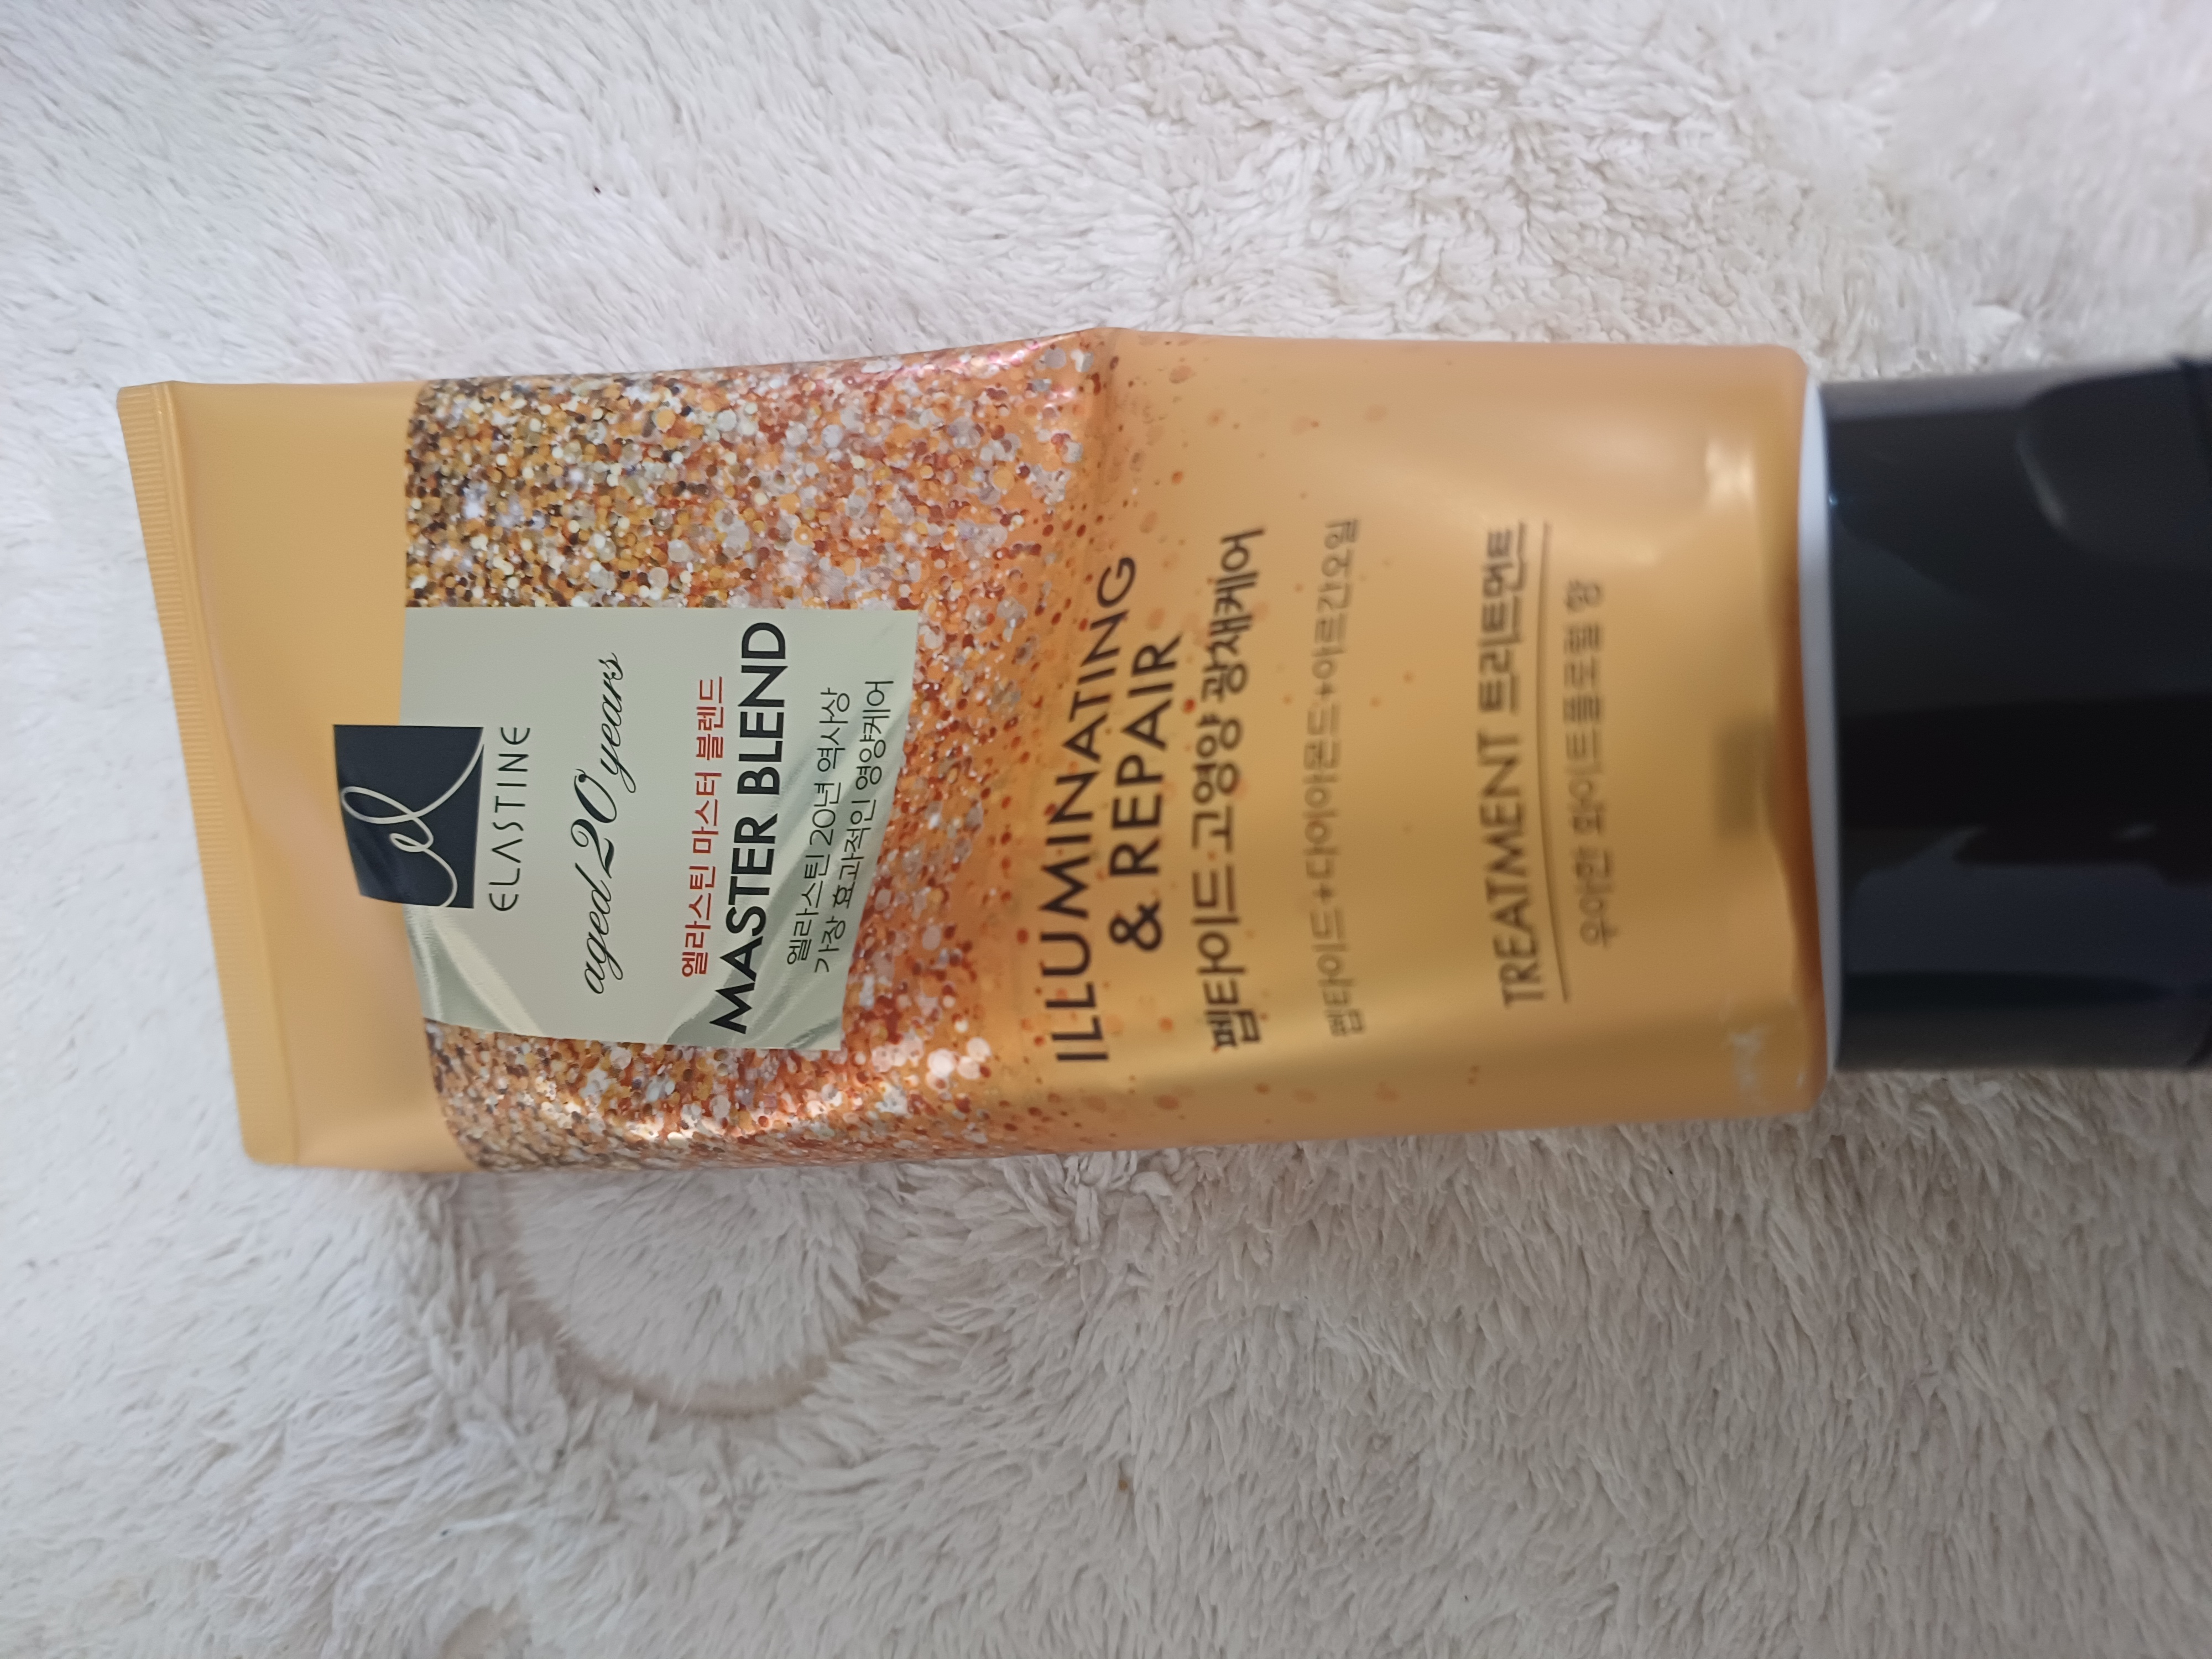 el
ELASTINE
aged 20 years
엘라스틴 마스터 블렌드
MASTER BLEND
엘라스틴 20년 역사상
가장 효과적인 영양케어
ILLUMINATING
& REPAIR
펩타이드 고영양 광채케어
펩타이드+다이아몬드+아르간오일
TREATMENT 트리트먼트
우아한 화이트플로럴 향